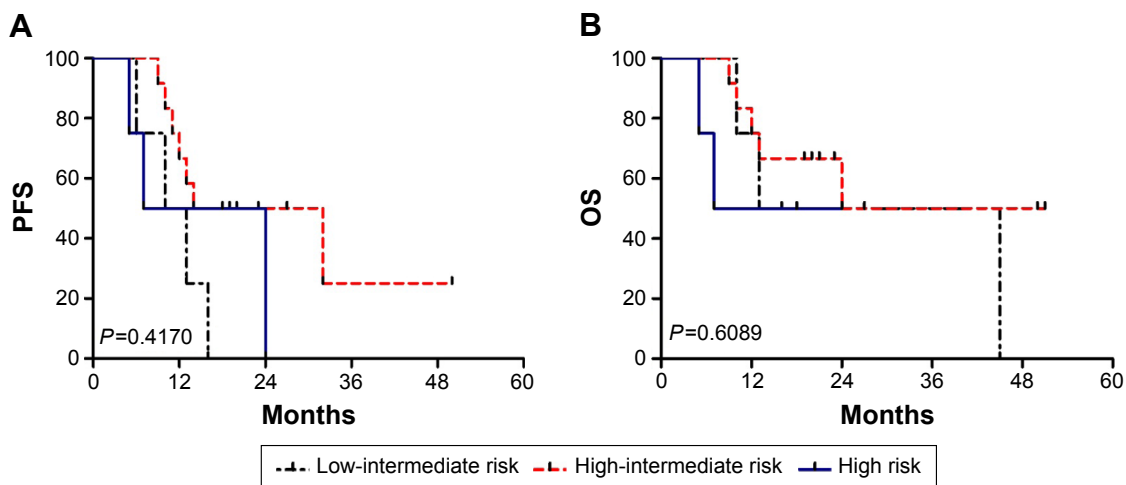 A
PFS
100
80
60
40
20
0
P=0.4170
0 12 24 36 48 60
Months
B
OS
100
80
60
40
20
0
P=0.6089
0 12 24 36 48 60
Months
Low-intermediate risk High-intermediate risk High risk